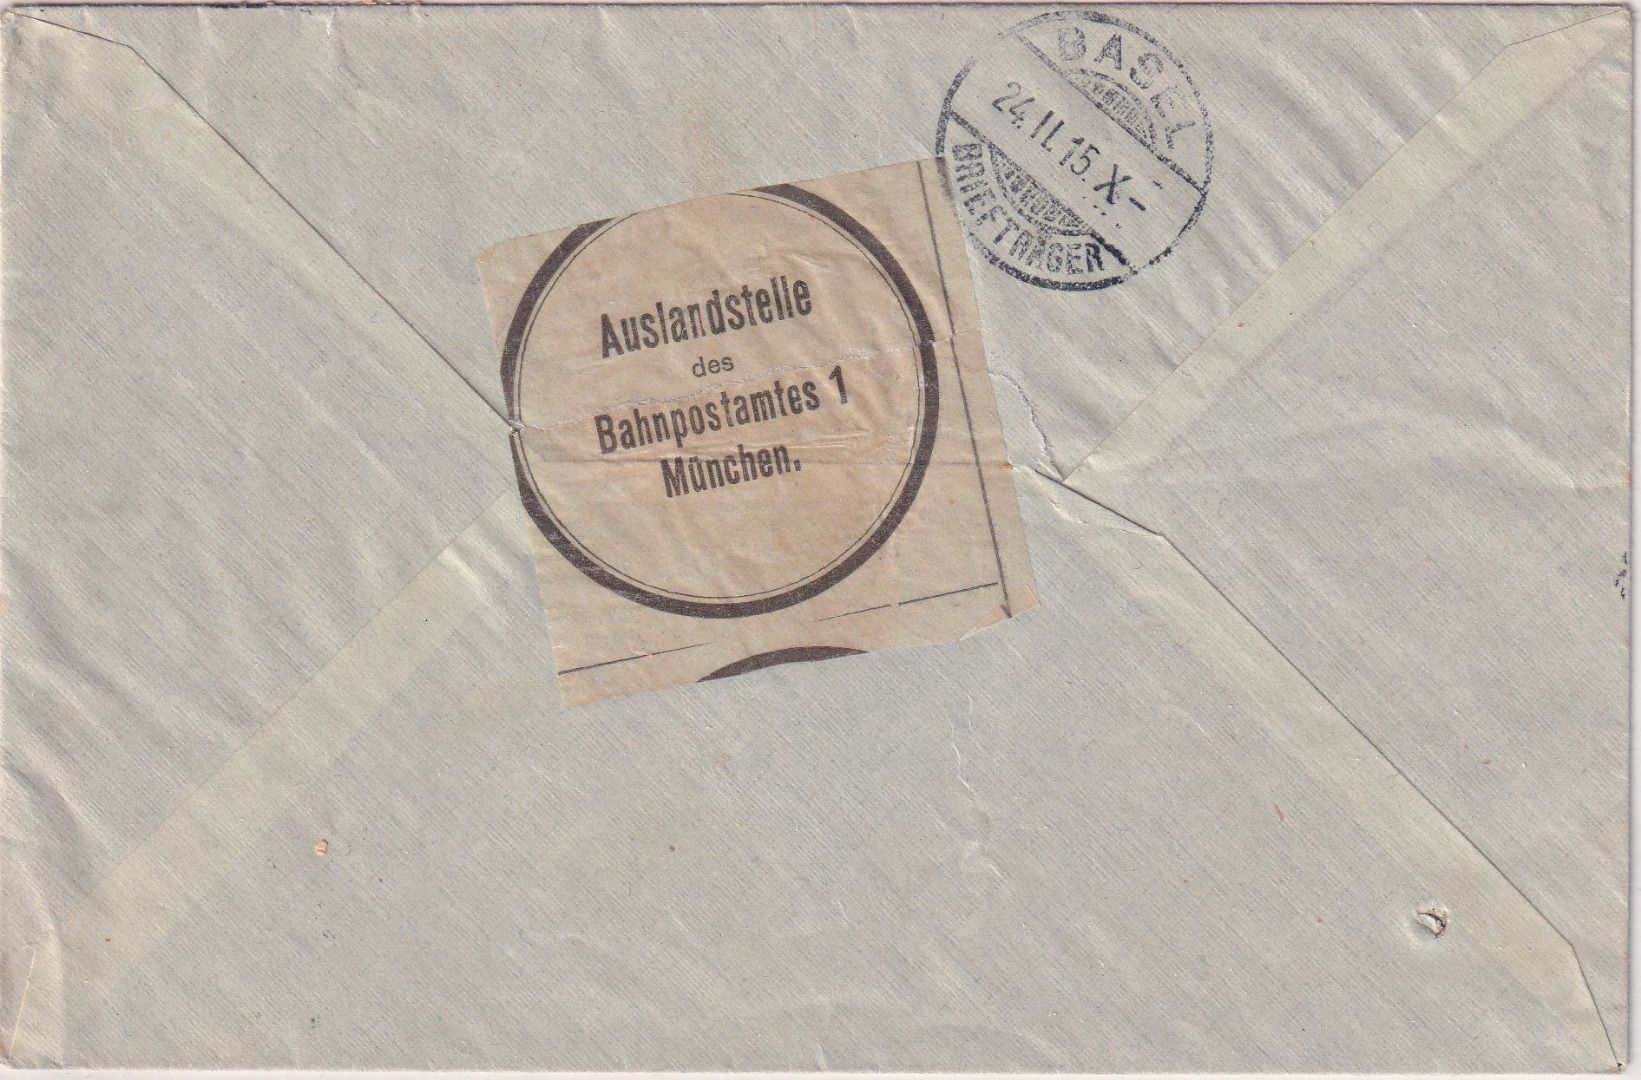 BASEL
24.II.15.X-
BRIEFTRÄGER
Auslandstelle
des
Bahnpostamtes 1
München.